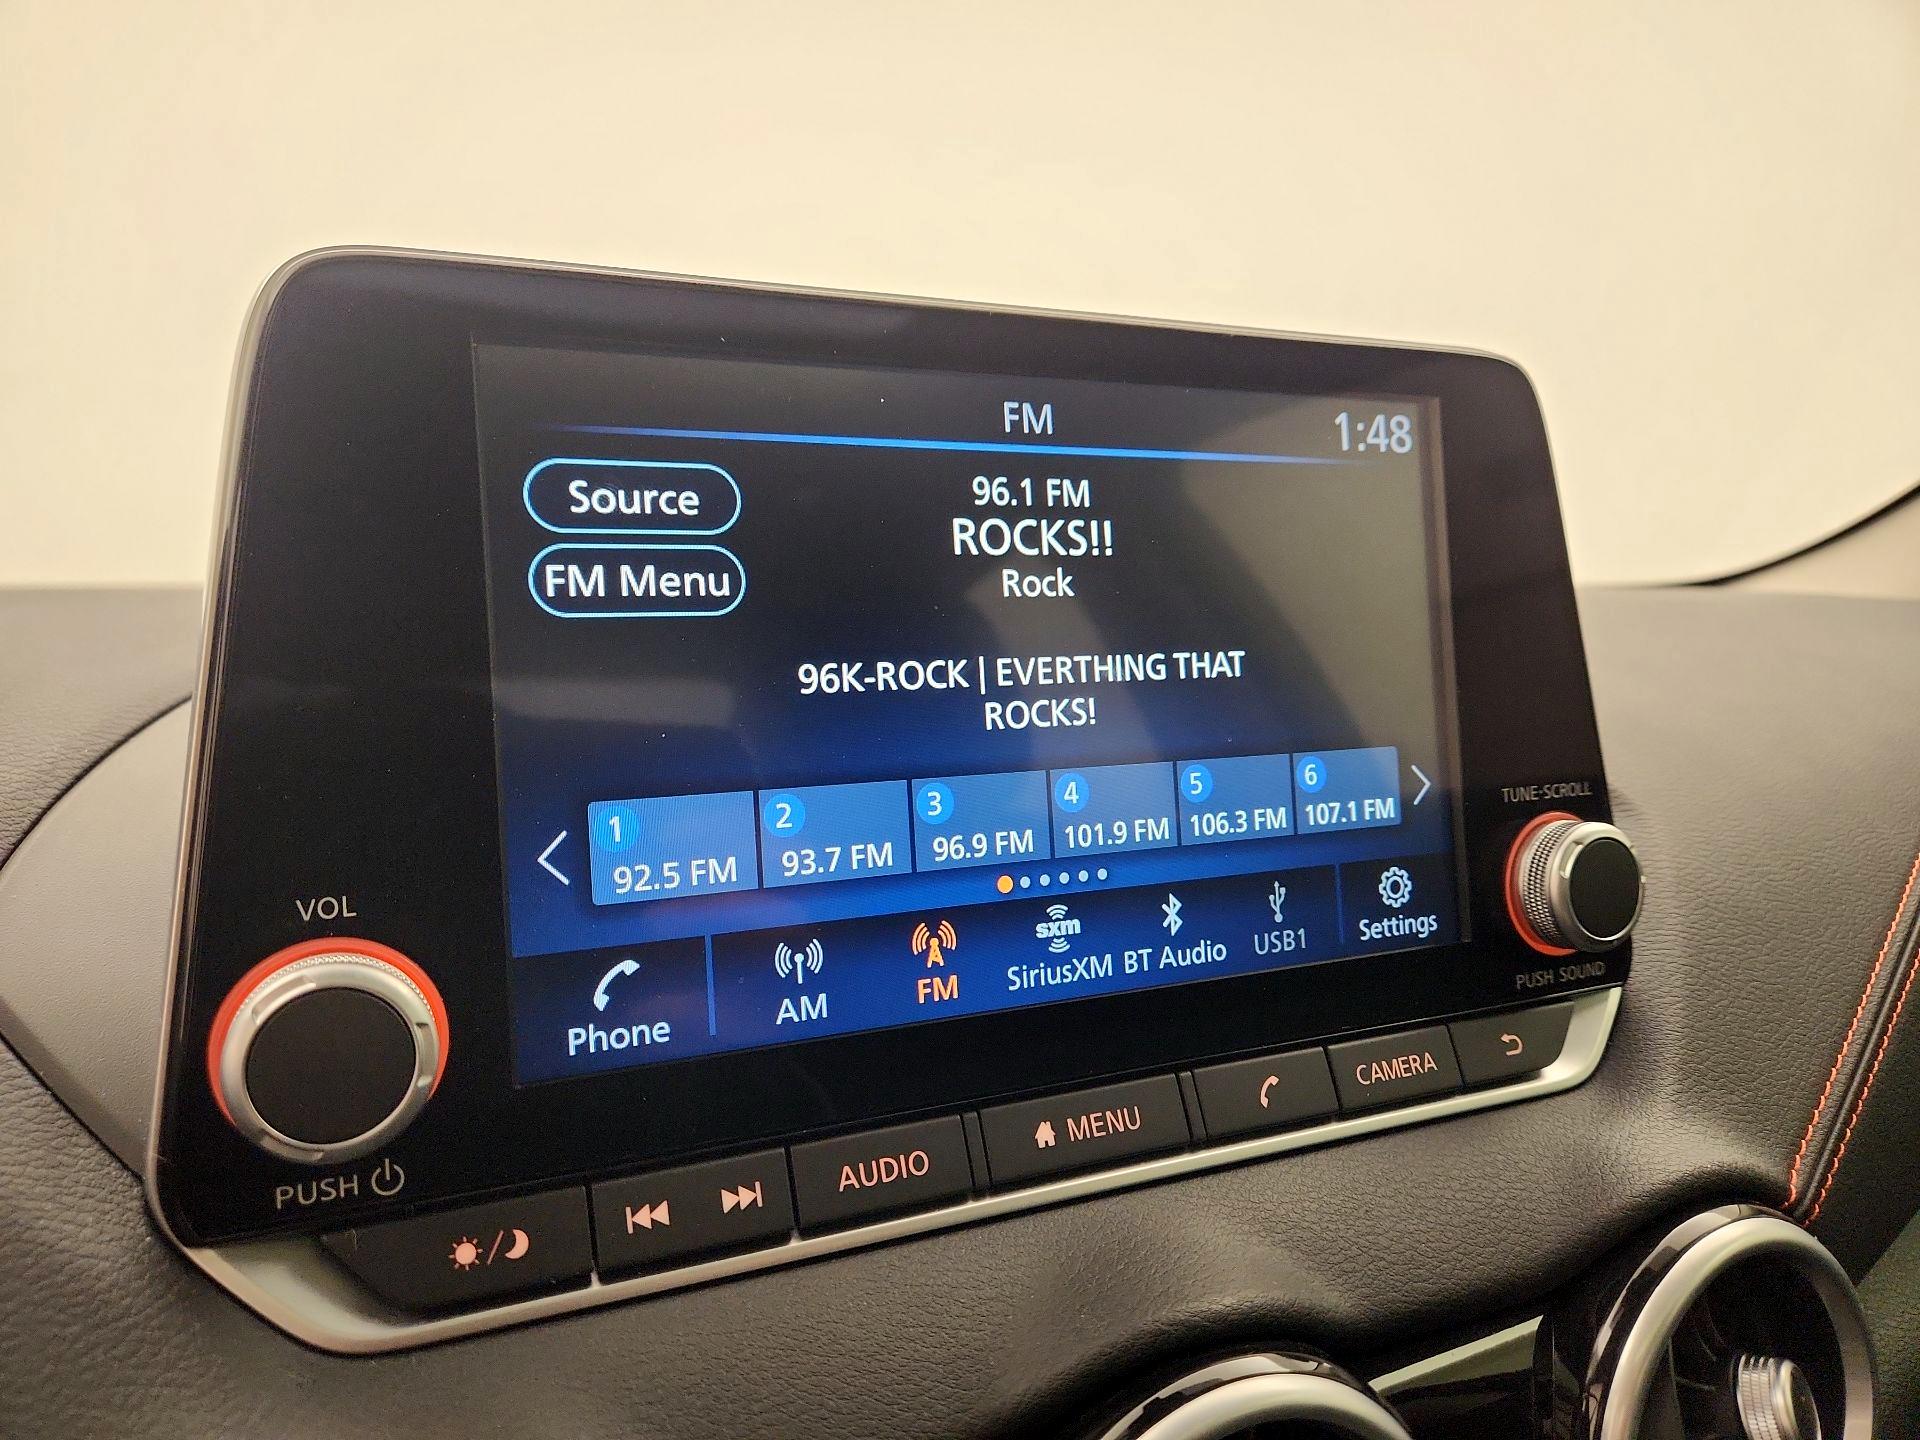 FM
1:48
Source
96.1 FM
ROCKS!!
FM Menu
Rock
96K-ROCK | EVERTHING THAT
ROCKS!
1
2
3
4
5
6
92.5 FM
93.7 FM
96.9 FM
101.9 FM
106.3 FM
107.1 FM
TUNE·SCROLL
PUSH SOUND
VOL
PUSH
Phone
AM
FM
sxm
SiriusXM
BT Audio
USB1
Settings
AUDIO
MENU
CAMERA